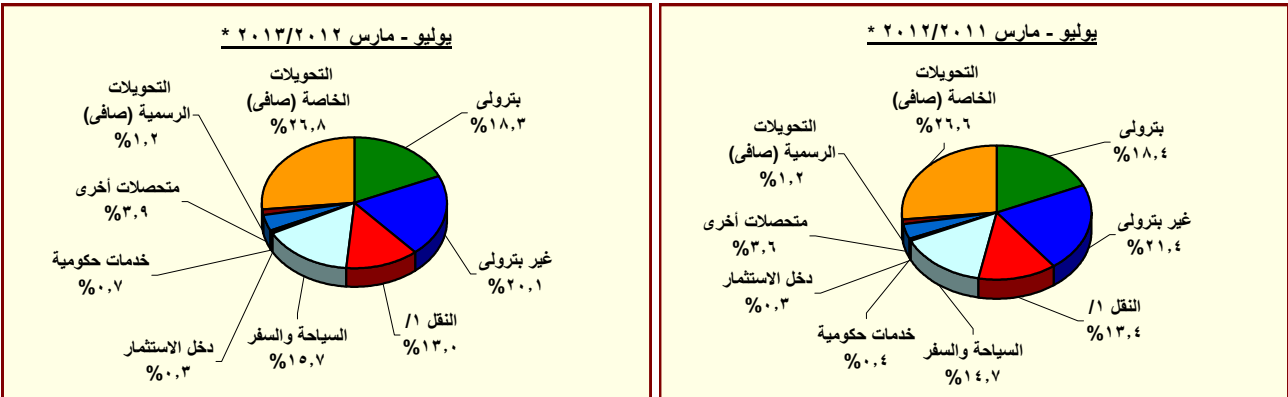 يوليو - مارس ٢٠١٢/٢٠١١ *
التحويلات
الخاصة (صافى)
%٢٦,٦
بترولى
%١٨,٤
غير بترولى
%٢١,٤
النقل ١/
%١٣,٤
السياحة والسفر
%١٤,٧
خدمات حكومية
%٠,٤
دخل الاستثمار
%٠,٣
متحصلات أخرى
%٣,٦
التحويلات
الرسمية (صافى)
%١,٢
يوليو - مارس ٢٠١٣/٢٠١٢ *
التحويلات
الخاصة (صافى)
%٢٦,٨
بترولى
%١٨,٣
غير بترولى
%٢٠,١
النقل ١/
%١٣,٠
السياحة والسفر
%١٥,٧
دخل الاستثمار
%٠,٣
خدمات حكومية
%٠,٧
متحصلات أخرى
%٣,٩
التحويلات
الرسمية (صافى)
%١,٢